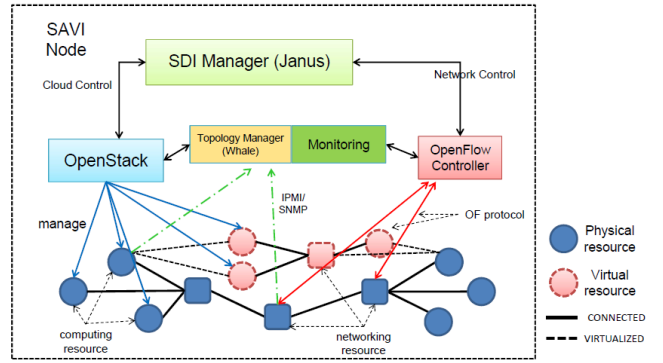 SAVI
Node
SDI Manager (Janus)
Cloud Control
Network Control
OpenStack
Topology Manager
(Whale)
Monitoring
OpenFlow
Controller
IPMI/
SNMP
manage
OF protocol
Physical
resource
Virtual
resource
computing
resource
networking
resource
CONNECTED
VIRTUALIZED